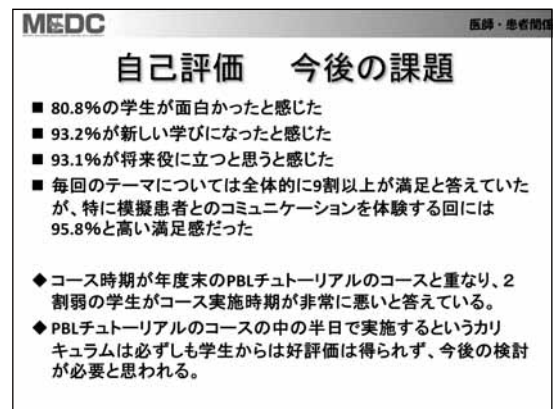 MEDC
医師・患者関係
自己評価　今後の課題
■ 80.8%の学生が面白かったと感じた
■ 93.2%が新しい学びになったと感じた
■ 93.1%が将来役に立つと思うと感じた
■ 毎回のテーマについては全体的に9割以上が満足と答えていた
が、特に模擬患者とのコミュニケーションを体験する回には
95.8%と高い満足感だった
◆コース時期が年度末のPBLチュトーリアルのコースと重なり、２
割弱の学生がコース実施時期が非常に悪いと答えている。
◆PBLチュトーリアルのコースの中の半日で実施するというカリ
キュラムは必ずしも学生からは好評価は得られず、今後の検討
が必要と思われる。